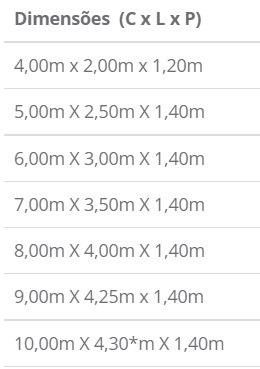 Dimensões (C x L x P)
4,00m x 2,00m x 1,20m
5,00m X 2,50m X 1,40m
6,00m X 3,00m X 1,40m
7,00m X 3,50m X 1,40m
8,00m X 4,00m X 1,40m
9,00m X 4,25m x 1,40m
10,00m X 4,30*m X 1,40m